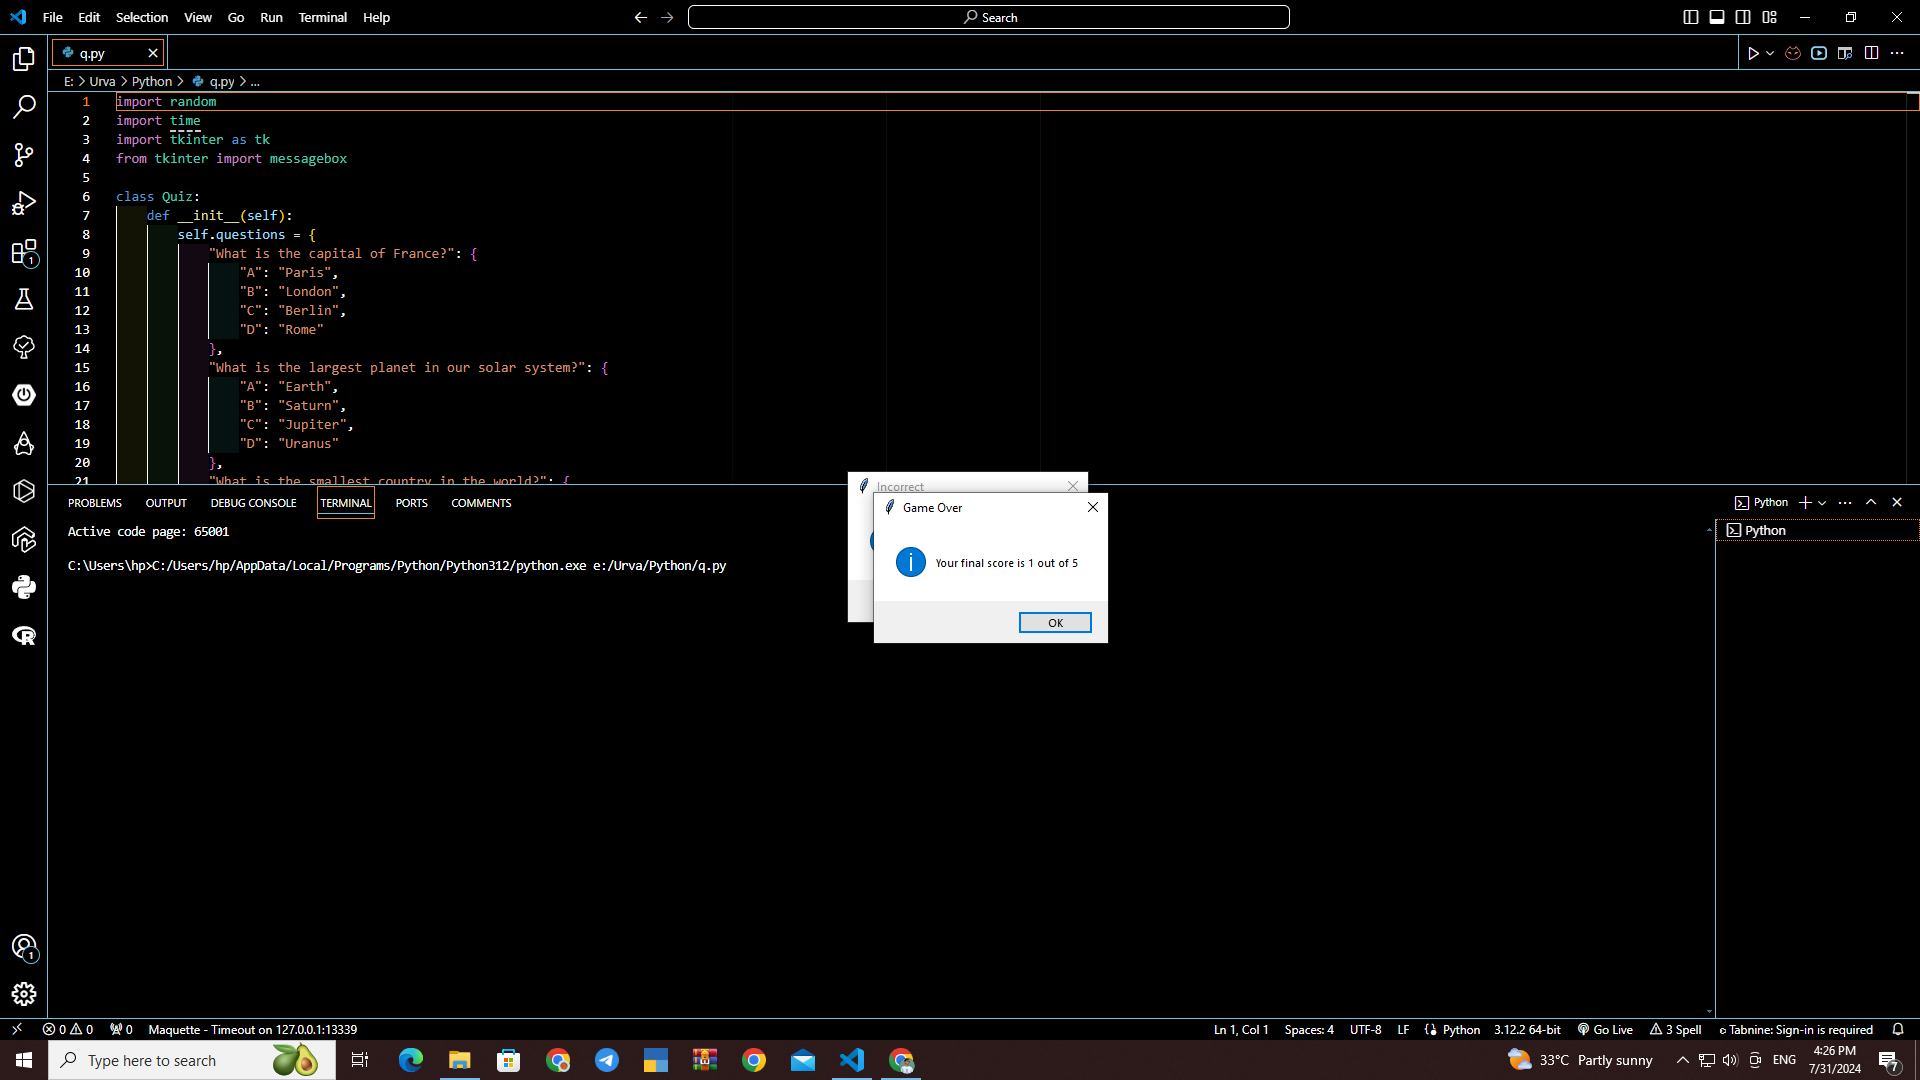 File Edit Selection View Go Run Terminal Help
Search
q.py
E: > Urva > Python > q.py > ...
1 import random
2 import time
3 import tkinter as tk
4 from tkinter import messagebox
5
6 class Quiz:
7 def __init__(self):
8 self.questions = {
9 "What is the capital of France?": {
10 "A": "Paris",
11 "B": "London",
12 "C": "Berlin",
13 "D": "Rome"
14 },
15 "What is the largest planet in our solar system?": {
16 "A": "Earth",
17 "B": "Saturn",
18 "C": "Jupiter",
19 "D": "Uranus"
20 },
21 "What is the smallest country in the world?": {
Incorrect
Game Over
Your final score is 1 out of 5
OK
PROBLEMS OUTPUT DEBUG CONSOLE TERMINAL PORTS COMMENTS
Python
Active code page: 65001
Python
C:\Users\hp>C:/Users/hp/AppData/Local/Programs/Python/Python312/python.exe e:/Urva/Python/q.py
1
1
0 0 0 Maquette - Timeout on 127.0.0.1:13339
Ln 1, Col 1 Spaces: 4 UTF-8 LF Python 3.12.2 64-bit Go Live 3 Spell Tabnine: Sign-in is required
Type here to search
33°C Partly sunny
ENG
4:26 PM
7/31/2024
7